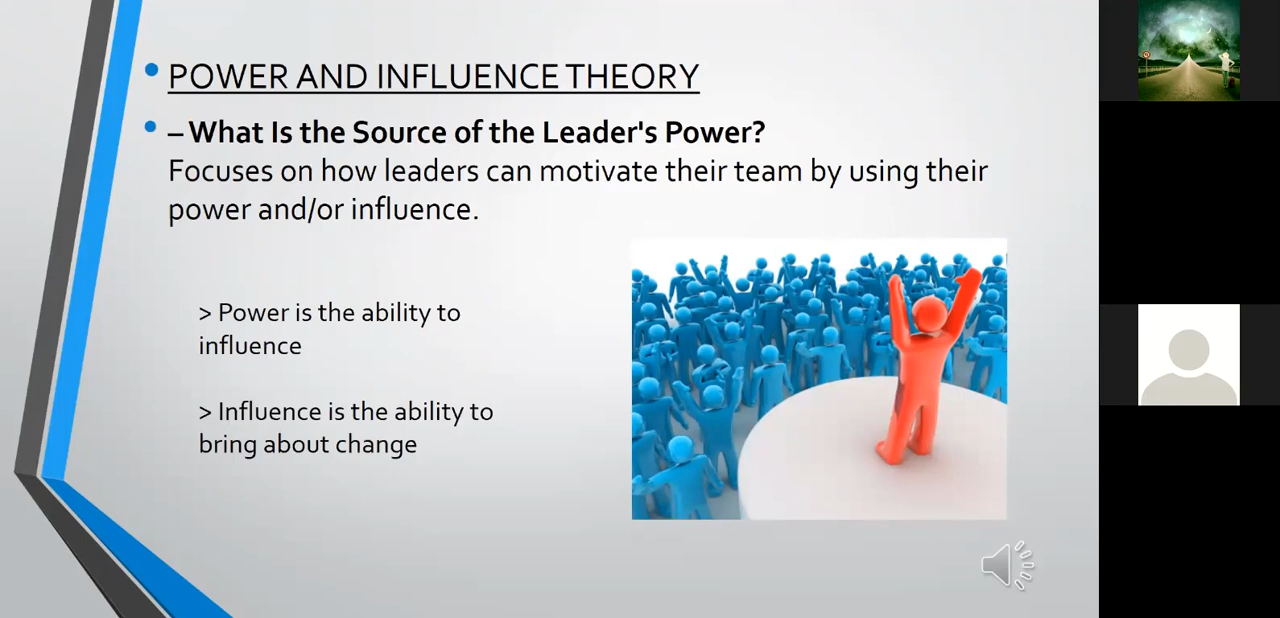 • POWER AND INFLUENCE THEORY
• – What Is the Source of the Leader's Power?
Focuses on how leaders can motivate their team by using their
power and/or influence.
> Power is the ability to
influence
> Influence is the ability to
bring about change